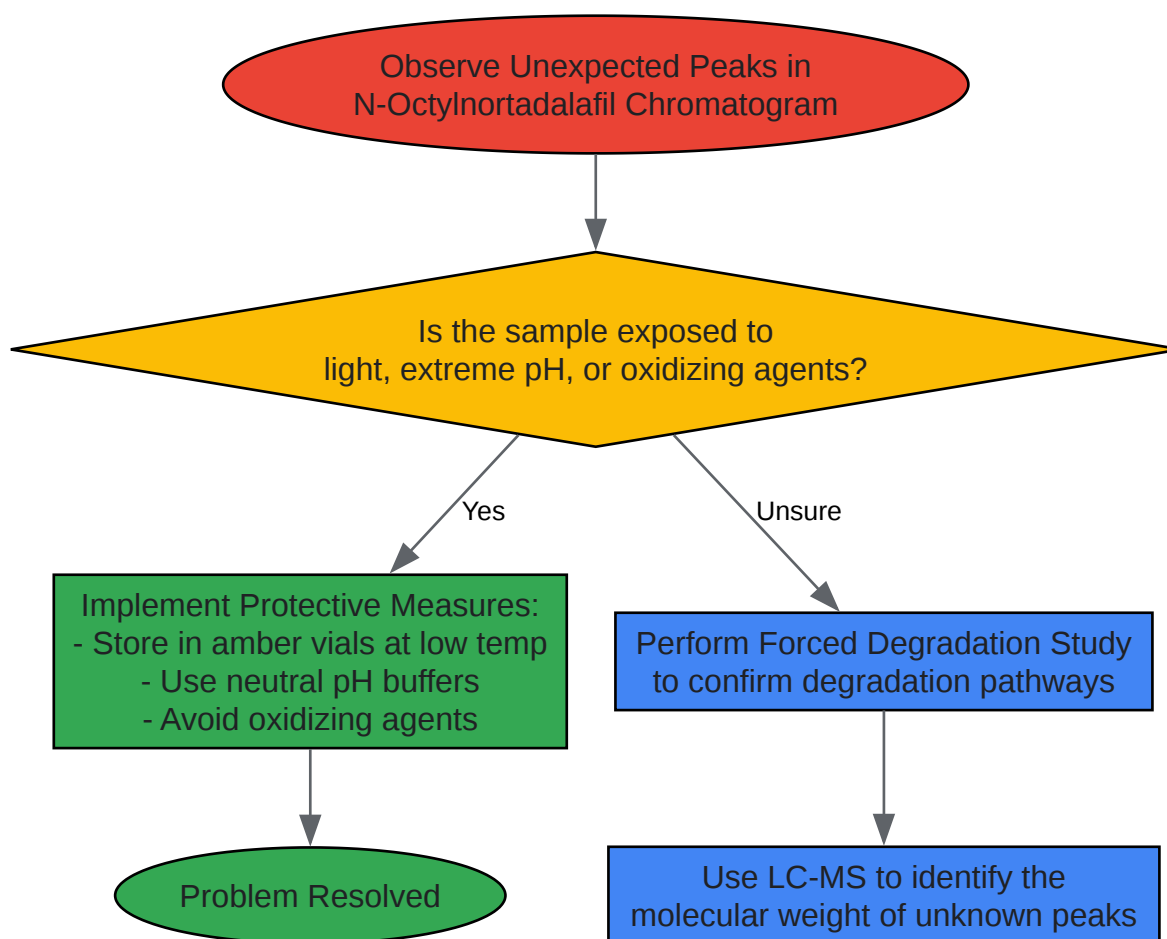 Observe Unexpected Peaks in
N-Octylnortadalafil Chromatogram
Is the sample exposed to
light, extreme pH, or oxidizing agents?
Yes
Unsure
Implement Protective Measures:
- Store in amber vials at low temp
- Use neutral pH buffers
- Avoid oxidizing agents
Perform Forced Degradation Study
to confirm degradation pathways
Problem Resolved
Use LC-MS to identify the
molecular weight of unknown peaks